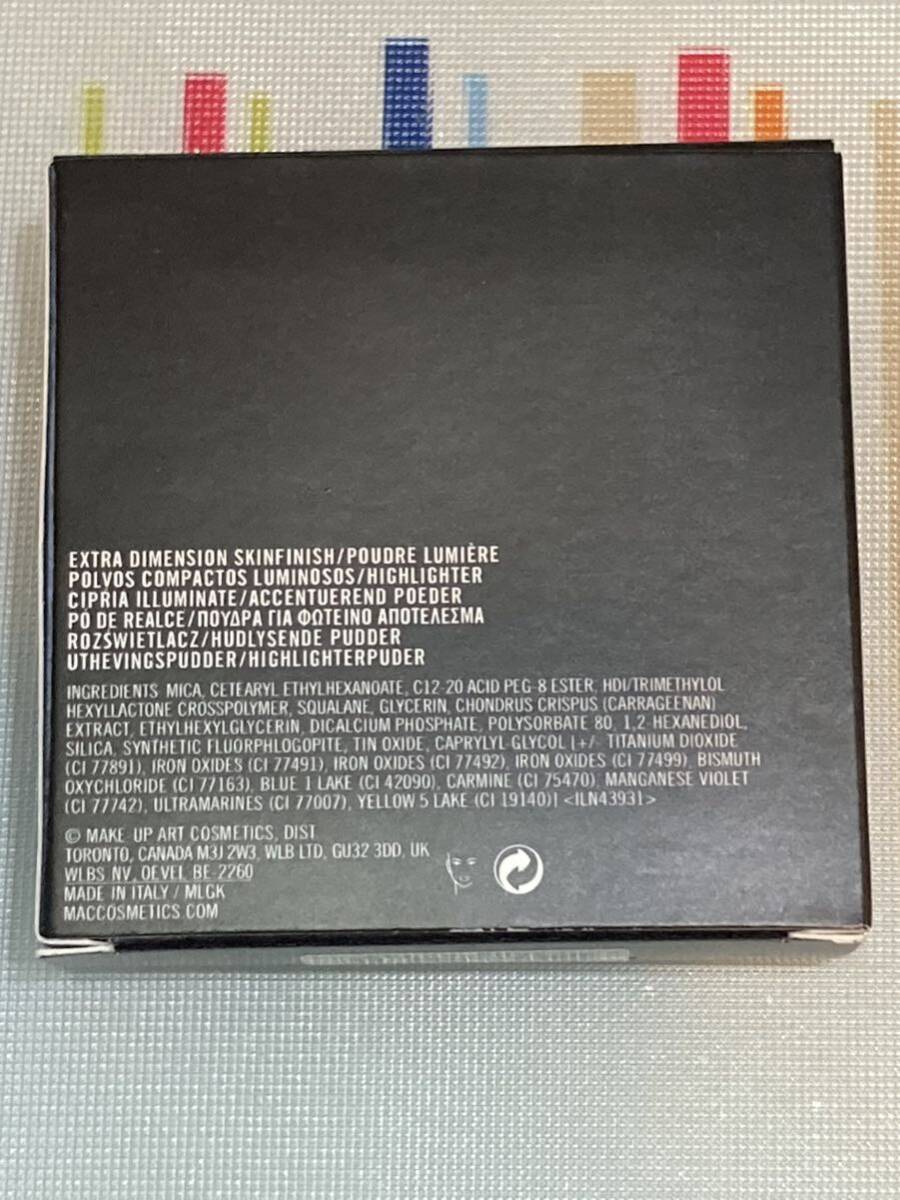 EXTRA DIMENSION SKINFINISH/POUDRE LUMIÈRE
POLVOS COMPACTOS LUMINOSOS/HIGHLIGHTER
CIPRIA ILLUMINATE/ACCENTUEREND POEDER
PÓ DE REALCE/ΠΟΥΔΡΑ ΓΙΑ ΦΩΤΕΙΝΟ ΑΠΟΤΕΛΕΣΜΑ
ROZŚWIETLACZ/HUDLYSENDE PUDDER
UTHEVINGSPUDDER/HIGHLIGHTERPUDER
INGREDIENTS: MICA, CETEARYL ETHYLHEXANOATE, C12-20 ACID PEG-8 ESTER, HDI/TRIMETHYLOL
HEXYLLACTONE CROSSPOLYMER, SQUALANE, GLYCERIN, CHONDRUS CRISPUS (CARRAGEENAN)
EXTRACT, ETHYLHEXYLGLYCERIN, DICALCIUM PHOSPHATE, POLYSORBATE 80, 1,2-HEXANEDIOL,
SILICA, SYNTHETIC FLUORPHLOGOPITE, TIN OXIDE, CAPRYLYL GLYCOL [+/- TITANIUM DIOXIDE
(CI 77891), IRON OXIDES (CI 77491), IRON OXIDES (CI 77492), IRON OXIDES (CI 77499), BISMUTH
OXYCHLORIDE (CI 77163), BLUE 1 LAKE (CI 42090), CARMINE (CI 75470), MANGANESE VIOLET
(CI 77742), ULTRAMARINES (CI 77007), YELLOW 5 LAKE (CI 19140)] <ILN43931>
© MAKE-UP ART COSMETICS, DIST.
TORONTO, CANADA M3J 2W3, WLB LTD, GU32 3DD, UK
WLBS NV, OEVEL BE-2260
MADE IN ITALY / MLGK
MACCOSMETICS.COM